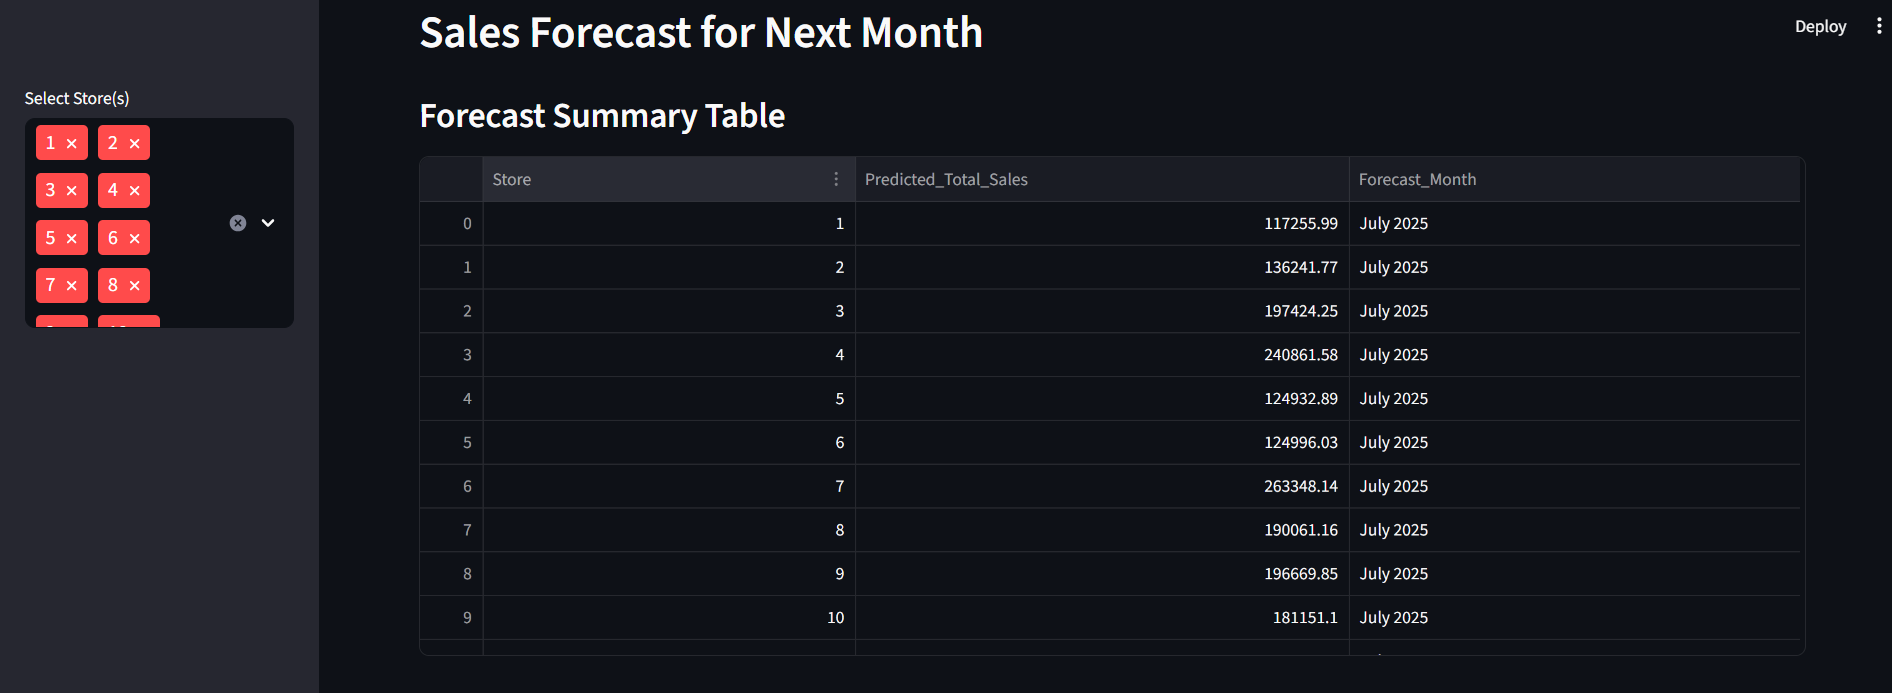 Deploy
Select Store(s)
1 2
3 4
5 6
7 8
Sales Forecast for Next Month
Forecast Summary Table
Store Predicted_Total_Sales Forecast_Month
0 1 117255.99 July 2025
1 2 136241.77 July 2025
2 3 197424.25 July 2025
3 4 240861.58 July 2025
4 5 124932.89 July 2025
5 6 124996.03 July 2025
6 7 263348.14 July 2025
7 8 190061.16 July 2025
8 9 196669.85 July 2025
9 10 181151.1 July 2025